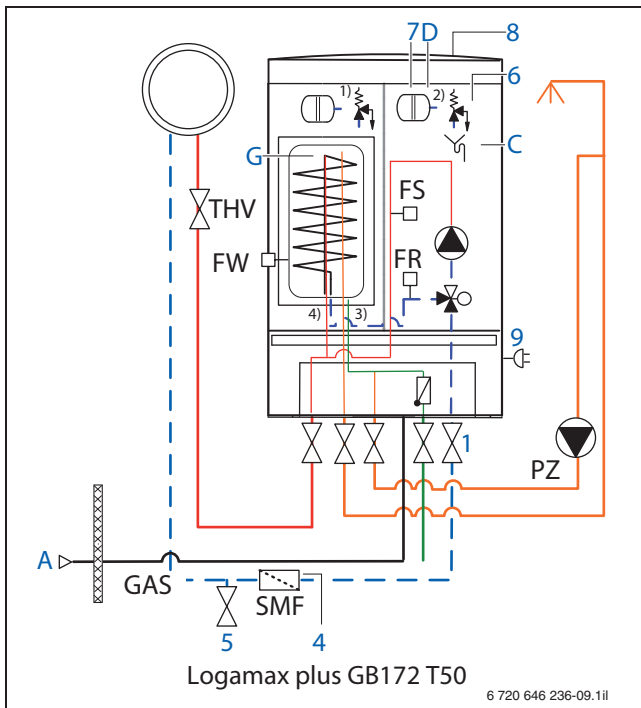 7 D
8
1)
2)
6
G
C
THV
FS
FW
FR
4)
3)
9
1
PZ
A
GAS
SMF
5
4
Logamax plus GB172 T50
6 720 646 236-09.1il